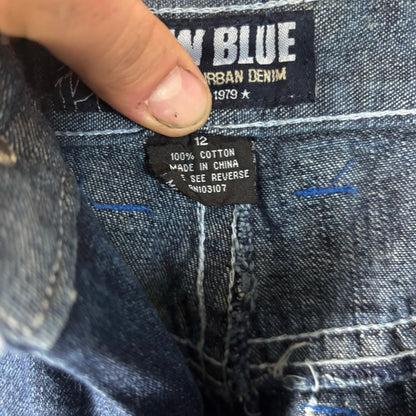 BLUE
URBAN DENIM
1979 ★
12
100% COTTON
MADE IN CHINA
SEE REVERSE
RN103107